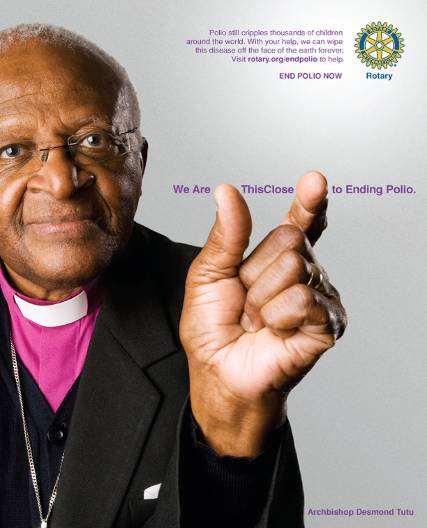 Polio still cripples thousands of children
around the world. With your help, we can wipe
this disease off the face of the earth forever.
Visit rotary.org/endpolio to help.
END POLIO NOW
Rotary
We Are ThisClose to Ending Polio.
Archbishop Desmond Tutu